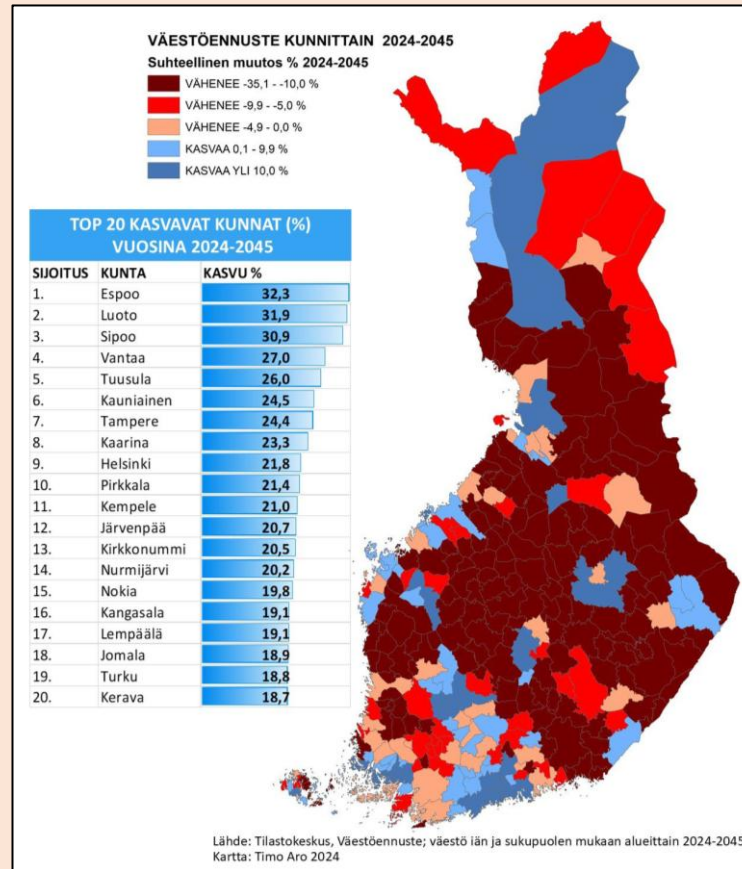 VÄESTÖENNUSTE KUNNITTAIN 2024-2045
Suhteellinen muutos % 2024-2045
VÄHENEE -35,1 - -10,0 %
VÄHENEE -9,9 - -5,0 %
VÄHENEE -4,9 - 0,0 %
KASVAA 0,1 - 9,9 %
KASVAA YLI 10,0 %
TOP 20 KASVAVAT KUNNAT (%)
VUOSINA 2024-2045
SIJOITUS KUNTA KASVU %
1. Espoo 32,3
2. Luoto 31,9
3. Sipoo 30,9
4. Vantaa 27,0
5. Tuusula 26,0
6. Kauniainen 24,5
7. Tampere 24,4
8. Kaarina 23,3
9. Helsinki 21,8
10. Pirkkala 21,4
11. Kempele 21,0
12. Järvenpää 20,7
13. Kirkkonummi 20,5
14. Nurmijärvi 20,2
15. Nokia 19,8
16. Kangasala 19,1
17. Lempäälä 19,1
18. Jomala 18,9
19. Turku 18,8
20. Kerava 18,7
Lähde: Tilastokeskus, Väestöennuste; väestö iän ja sukupuolen mukaan alueittain 2024-2045
Kartta: Timo Aro 2024